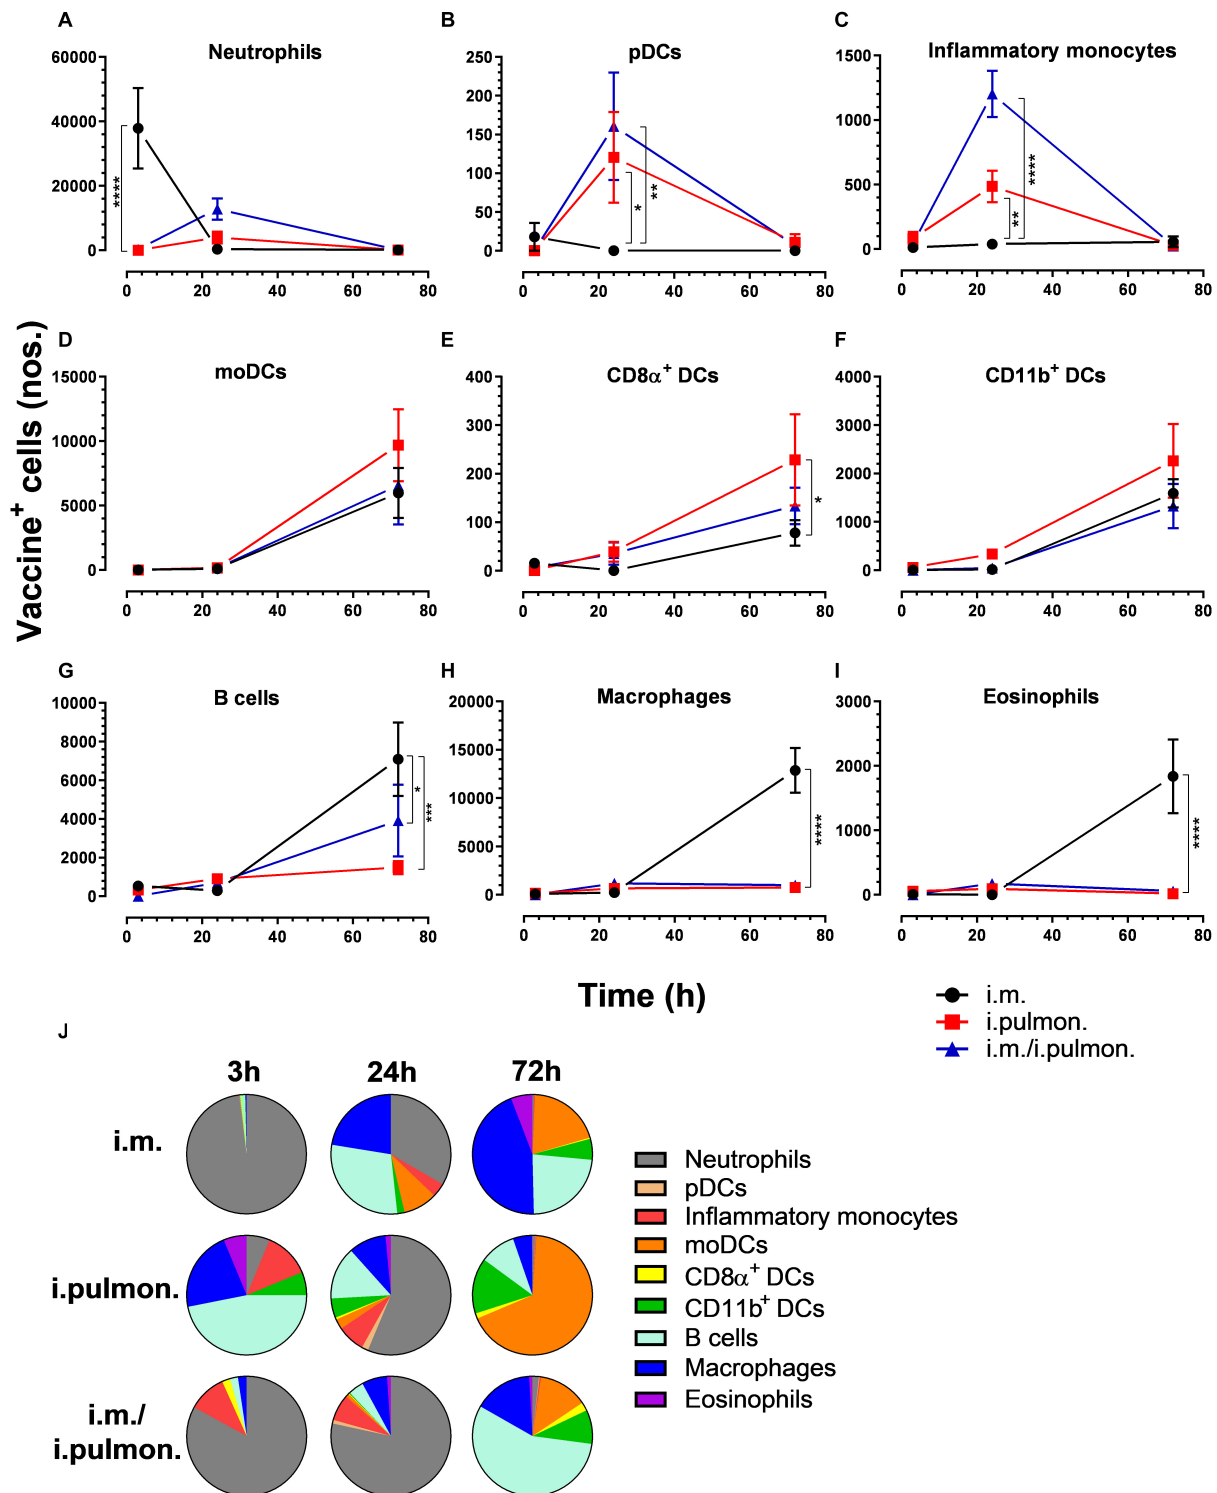 A
Neutrophils
60000
40000
20000
0
****
0 20 40 60 80
B
pDCs
250
200
150
100
50
0
*
**
0 20 40 60 80
C
Inflammatory monocytes
1500
1000
500
0
**
****
0 20 40 60 80
Vaccine+ cells (nos.)
D
moDCs
15000
10000
5000
0
0 20 40 60 80
E
CD8α+ DCs
400
300
200
100
0
*
0 20 40 60 80
F
CD11b+ DCs
4000
3000
2000
1000
0
0 20 40 60 80
G
B cells
10000
8000
6000
4000
2000
0
*
***
0 20 40 60 80
H
Macrophages
20000
15000
10000
5000
0
****
0 20 40 60 80
I
Eosinophils
3000
2000
1000
0
****
0 20 40 60 80
Time (h)
i.m.
i.pulmon.
i.m./i.pulmon.
J
3h 24h 72h
i.m.
i.pulmon.
i.m./
i.pulmon.
Neutrophils
pDCs
Inflammatory monocytes
moDCs
CD8α+ DCs
CD11b+ DCs
B cells
Macrophages
Eosinophils